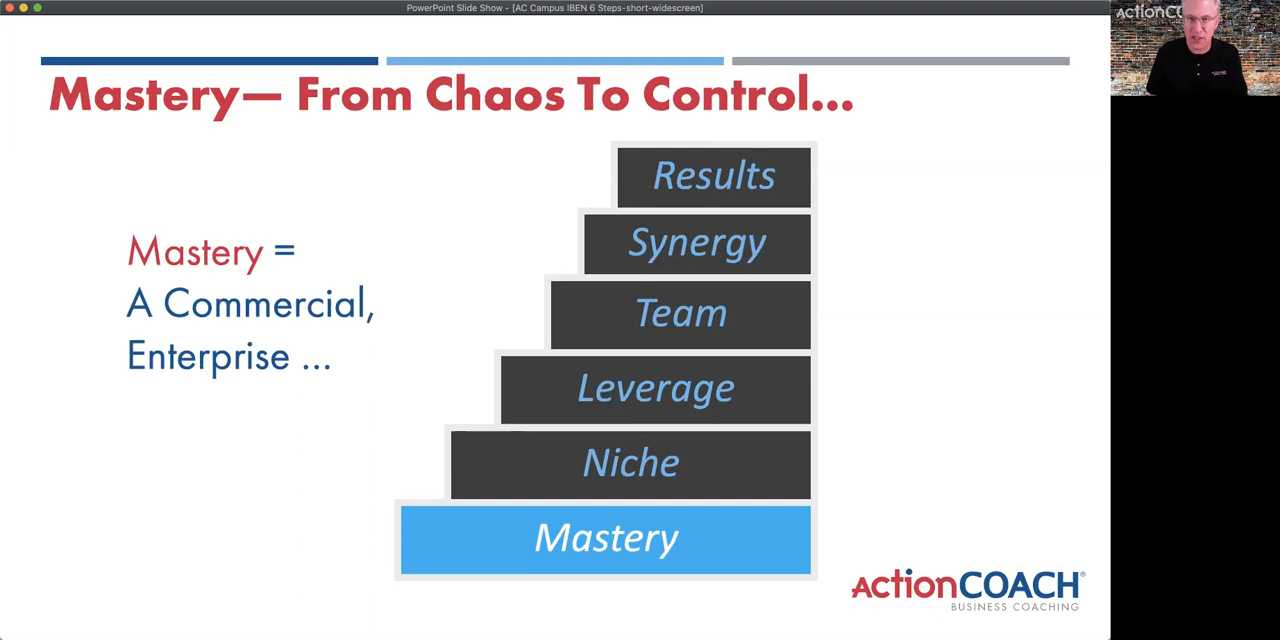 PowerPoint Slide Show - [AC Campus IBEN 6 Steps-short-widescreen]
Mastery— From Chaos To Control...
Mastery =
A Commercial,
Enterprise ...
Results
Synergy
Team
Leverage
Niche
Mastery
ActionCOACH®
BUSINESS COACHING